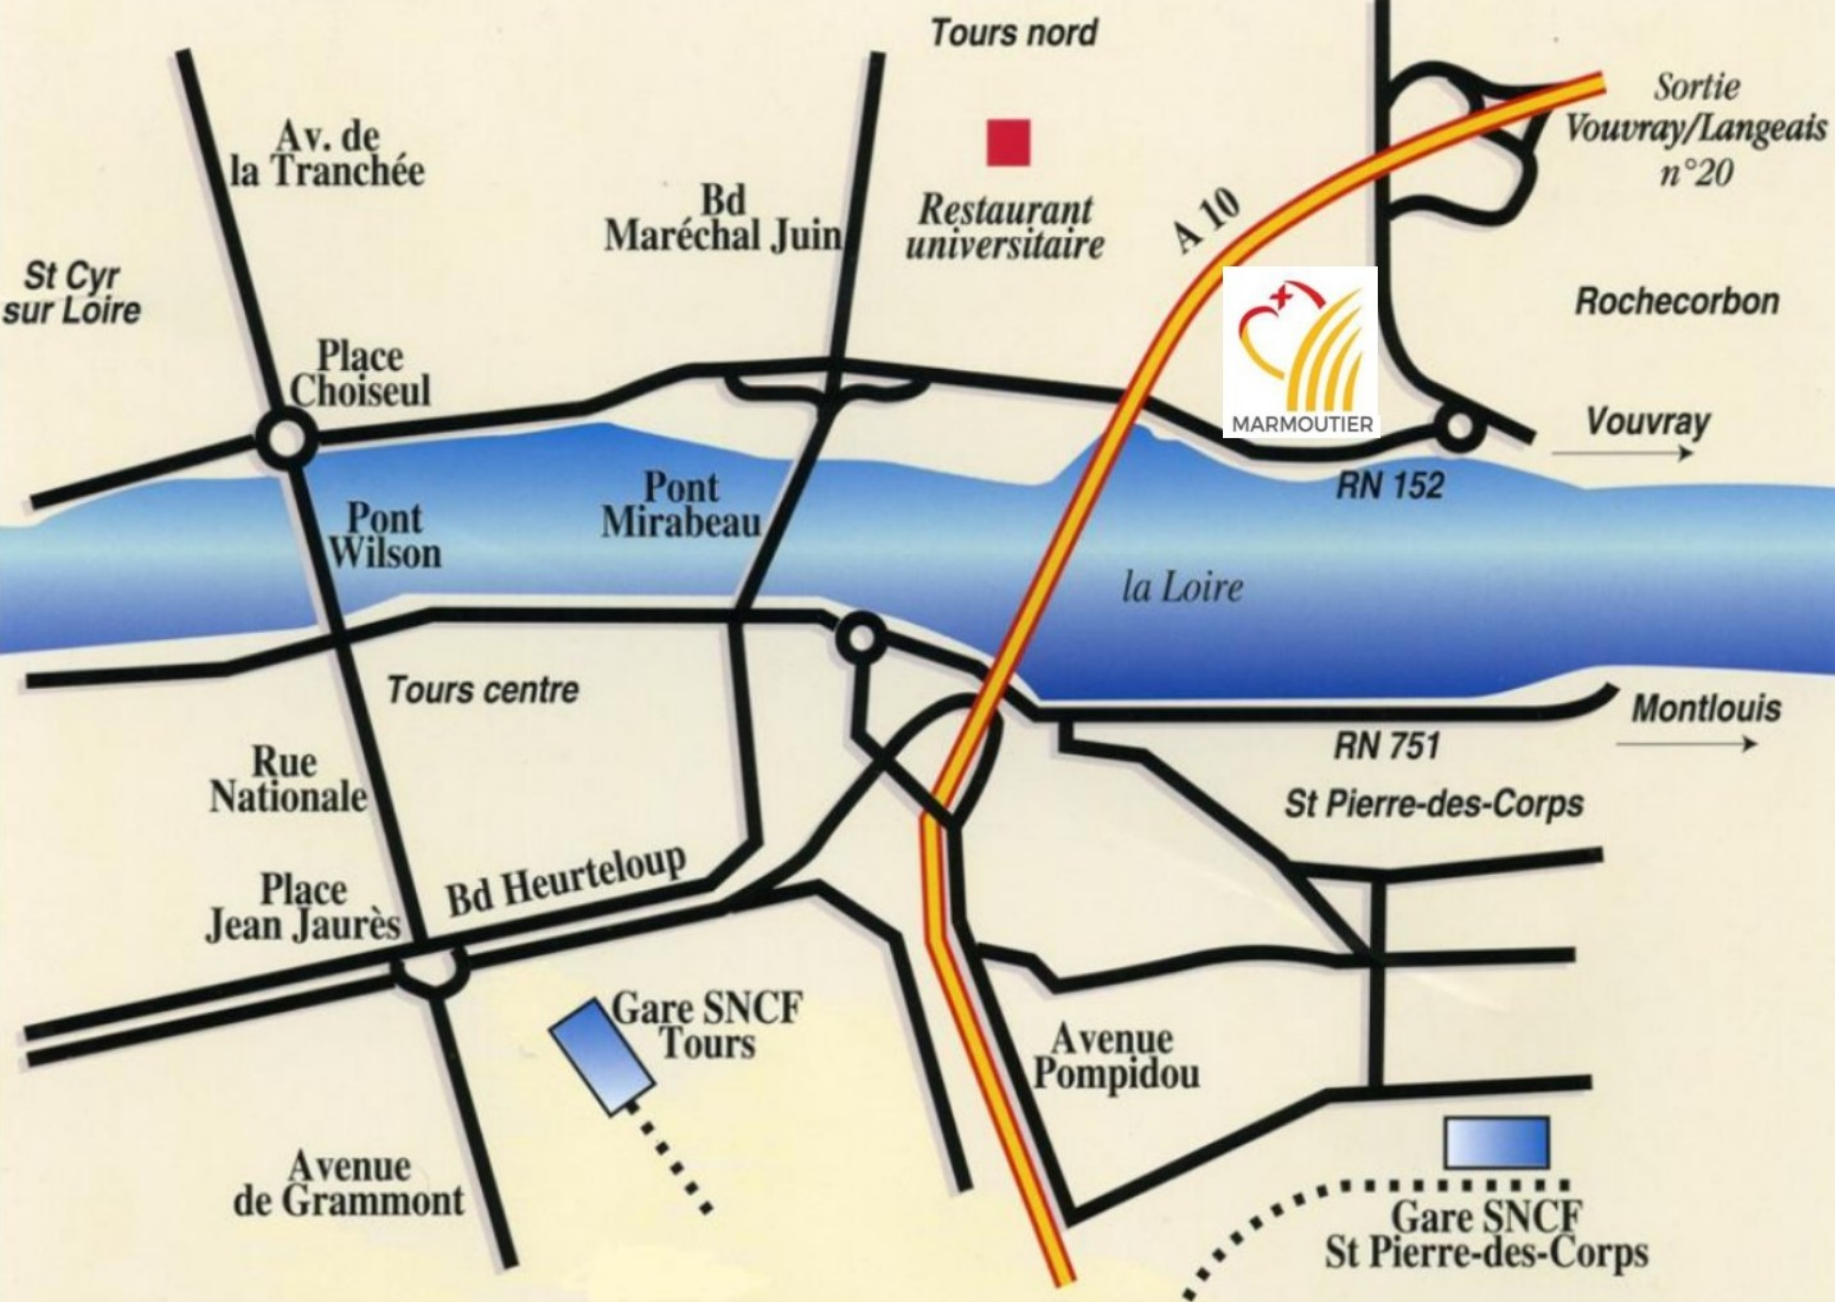 Tours nord
Sortie
Vouvray/Langeais
n°20
Av. de
la Tranchée
Bd
Maréchal Juin
Restaurant
universitaire
A 10
St Cyr
sur Loire
Rochecorbon
Place
Choiseul
MARMOUTIER
Vouvray
RN 152
Pont
Wilson
Pont
Mirabeau
la Loire
Tours centre
Montlouis
RN 751
Rue
Nationale
St Pierre-des-Corps
Bd Heurteloup
Place
Jean Jaurès
Gare SNCF
Tours
Avenue
Pompidou
Avenue
de Grammont
Gare SNCF
St Pierre-des-Corps